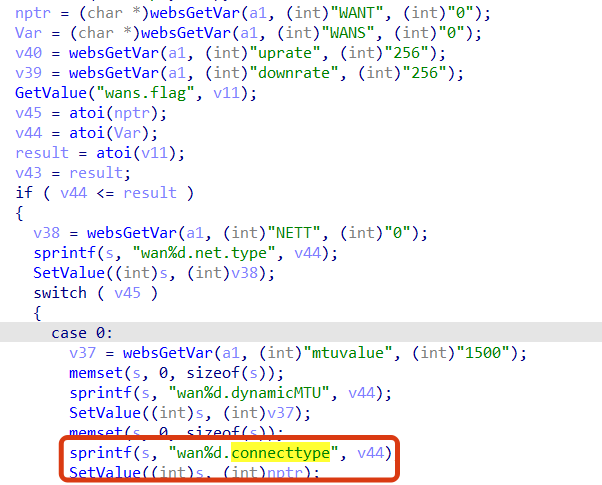 nptr = (char *)websGetVar(a1, (int)"WANT", (int)"0");
Var = (char *)websGetVar(a1, (int)"WANS", (int)"0");
v40 = websGetVar(a1, (int)"uprate", (int)"256");
v39 = websGetVar(a1, (int)"downrate", (int)"256");
GetValue("wans.flag", v11);
v45 = atoi(nptr);
v44 = atoi(Var);
result = atoi(v11);
v43 = result;
if ( v44 <= result )
{
v38 = websGetVar(a1, (int)"NETT", (int)"0");
sprintf(s, "wan%d.net.type", v44);
SetValue((int)s, (int)v38);
switch ( v45 )
{
case 0:
v37 = websGetVar(a1, (int)"mtuvalue", (int)"1500");
memset(s, 0, sizeof(s));
sprintf(s, "wan%d.dynamicMTU", v44);
SetValue((int)s, (int)v37);
memset(s, 0, sizeof(s));
sprintf(s, "wan%d.connecttype", v44)
SetValue((int)s, (int)nptr);